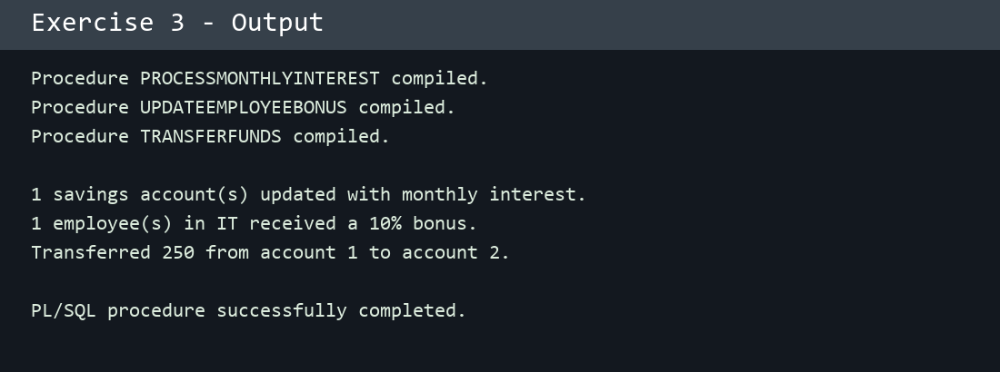 Exercise 3 - Output
Procedure PROCESSMONTHLYINTEREST compiled.
Procedure UPDATEEMPLOYEEBONUS compiled.
Procedure TRANSFERFUNDS compiled.
1 savings account(s) updated with monthly interest.
1 employee(s) in IT received a 10% bonus.
Transferred 250 from account 1 to account 2.
PL/SQL procedure successfully completed.